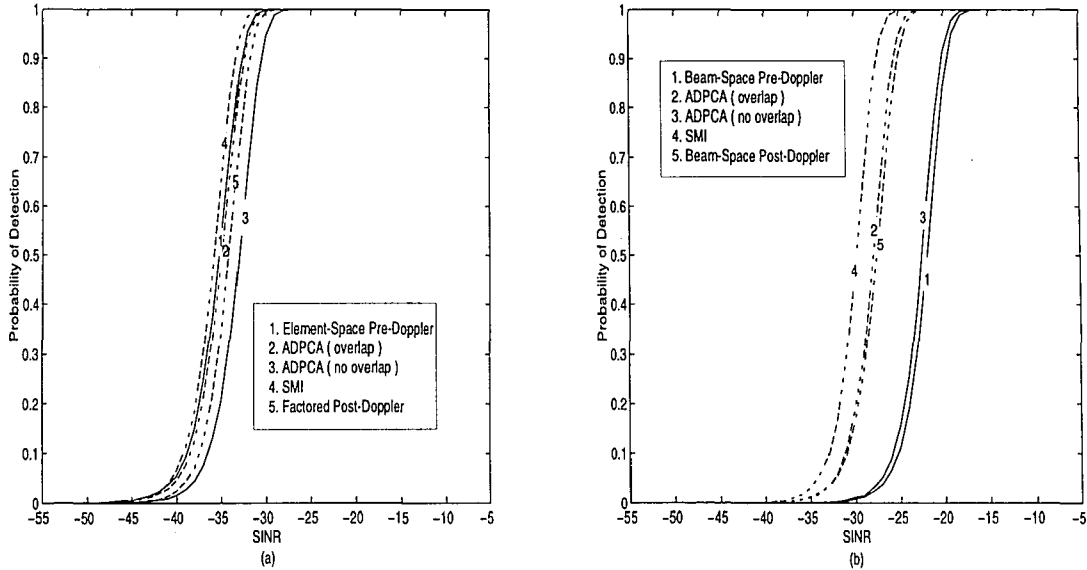 1
0.9
0.8
0.7
0.6
0.5
0.4
0.3
0.2
0.1
0
Probability of Detection
4
5
3
1
2
1. Element-Space Pre-Doppler
2. ADPCA ( overlap )
3. ADPCA ( no overlap )
4. SMI
5. Factored Post-Doppler
-55 -50 -45 -40 -35 -30 -25 -20 -15 -10 -5
SINR
(a)
1
0.9
0.8
0.7
0.6
0.5
0.4
0.3
0.2
0.1
0
Probability of Detection
1. Beam-Space Pre-Doppler
2. ADPCA ( overlap )
3. ADPCA ( no overlap )
4. SMI
5. Beam-Space Post-Doppler
3
2
5
4
1
-55 -50 -45 -40 -35 -30 -25 -20 -15 -10 -5
SINR
(b)